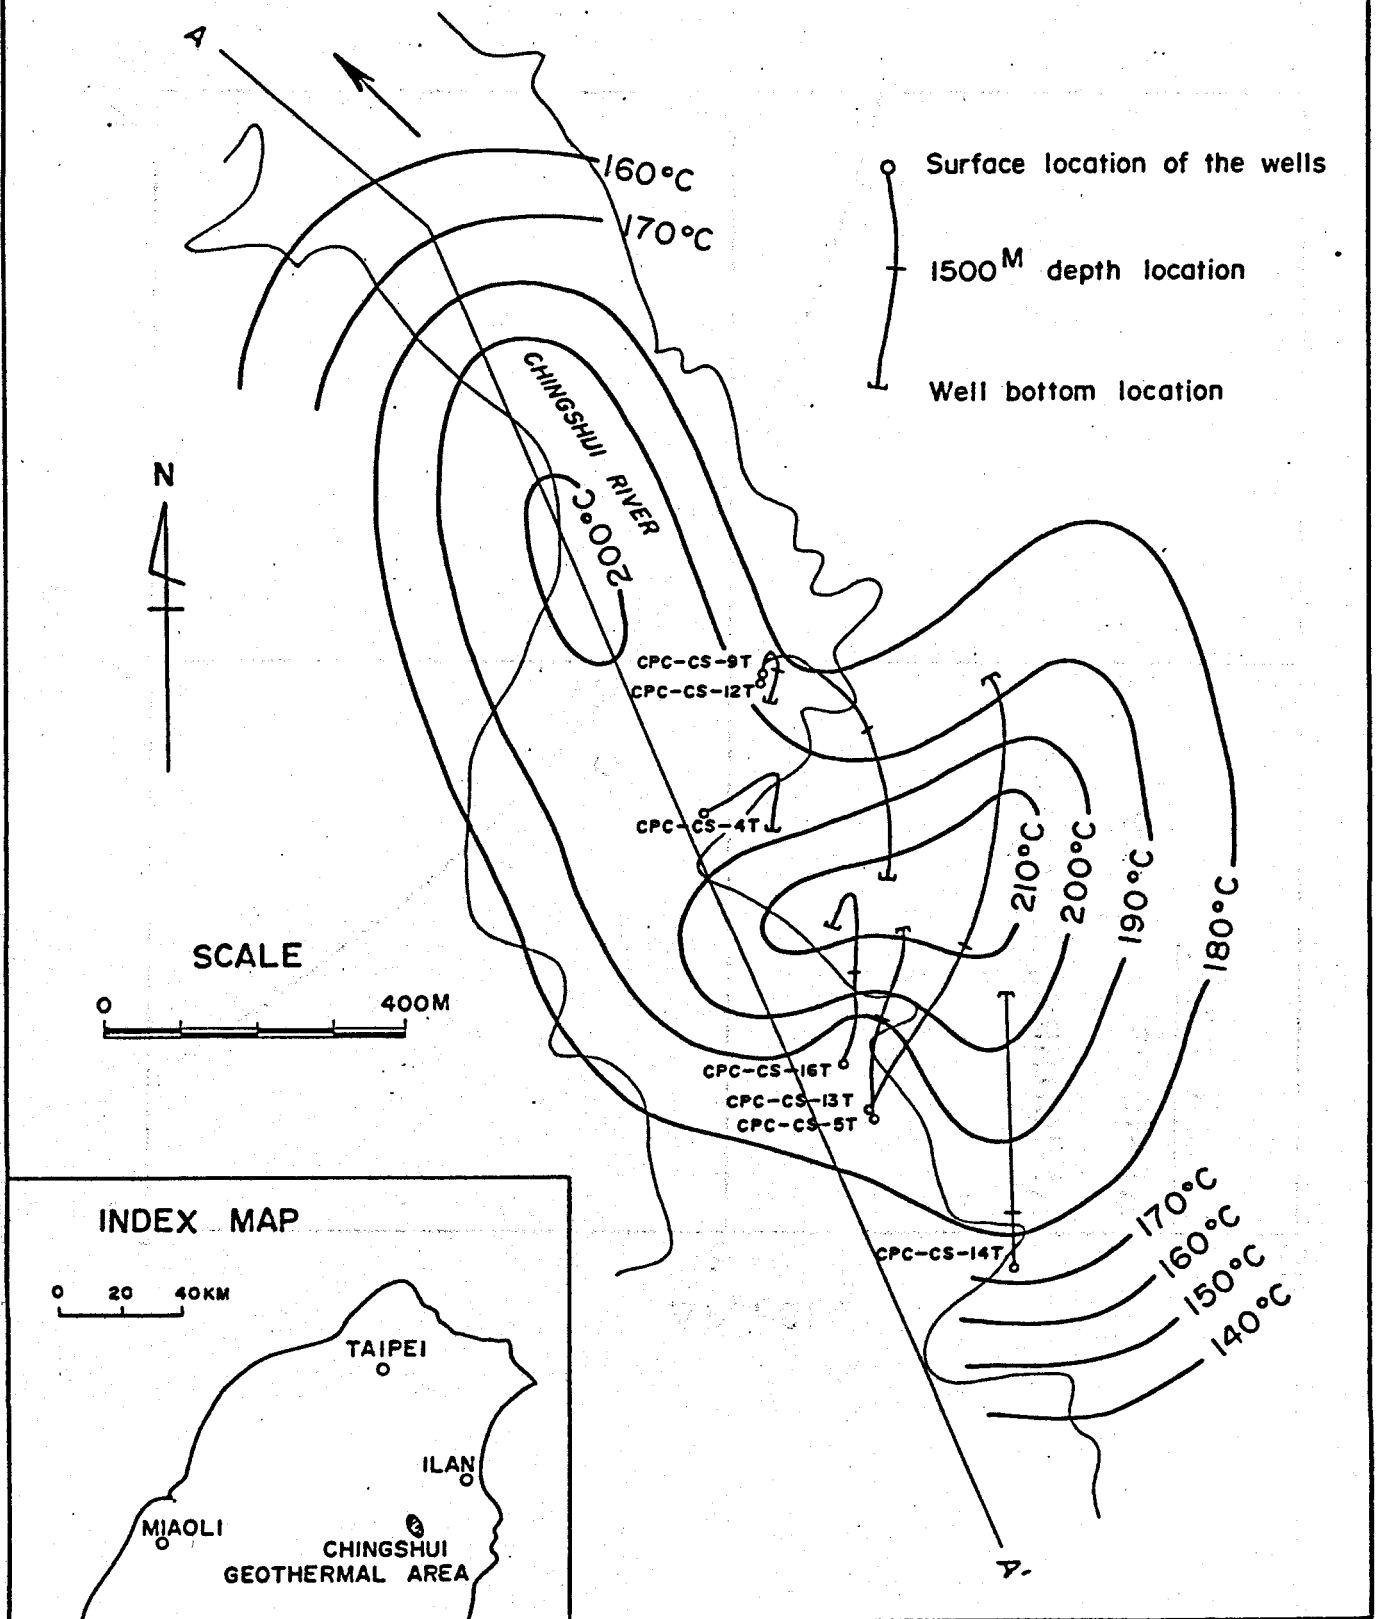 A
160°C
170°C
Surface location of the wells
1500M depth location
Well bottom location
CHINGSHUI RIVER
N
200°C
CPC-CS-9T
CPC-CS-12T
CPC-CS-4T
210°C
200°C
190°C
180°C
SCALE
0 400M
CPC-CS-16T
CPC-CS-13T
CPC-CS-5T
CPC-CS-14T
170°C
160°C
150°C
140°C
INDEX MAP
0 20 40KM
TAIPEI
ILAN
MIAOLI
CHINGSHUI
GEOTHERMAL AREA